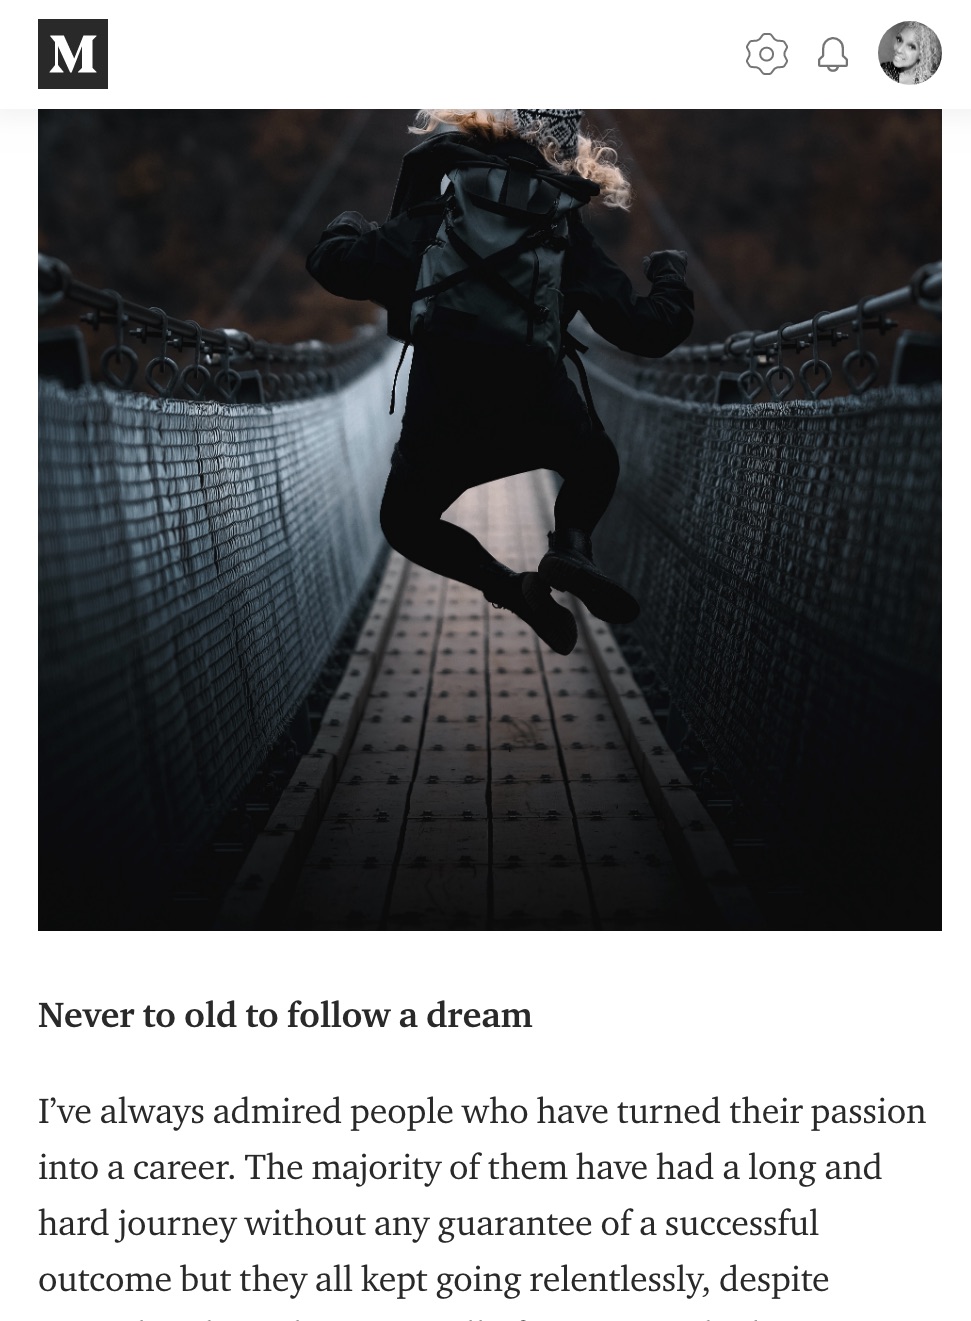 M
Never to old to follow a dream
I’ve always admired people who have turned their passion
into a career. The majority of them have had a long and
hard journey without any guarantee of a successful
outcome but they all kept going relentlessly, despite